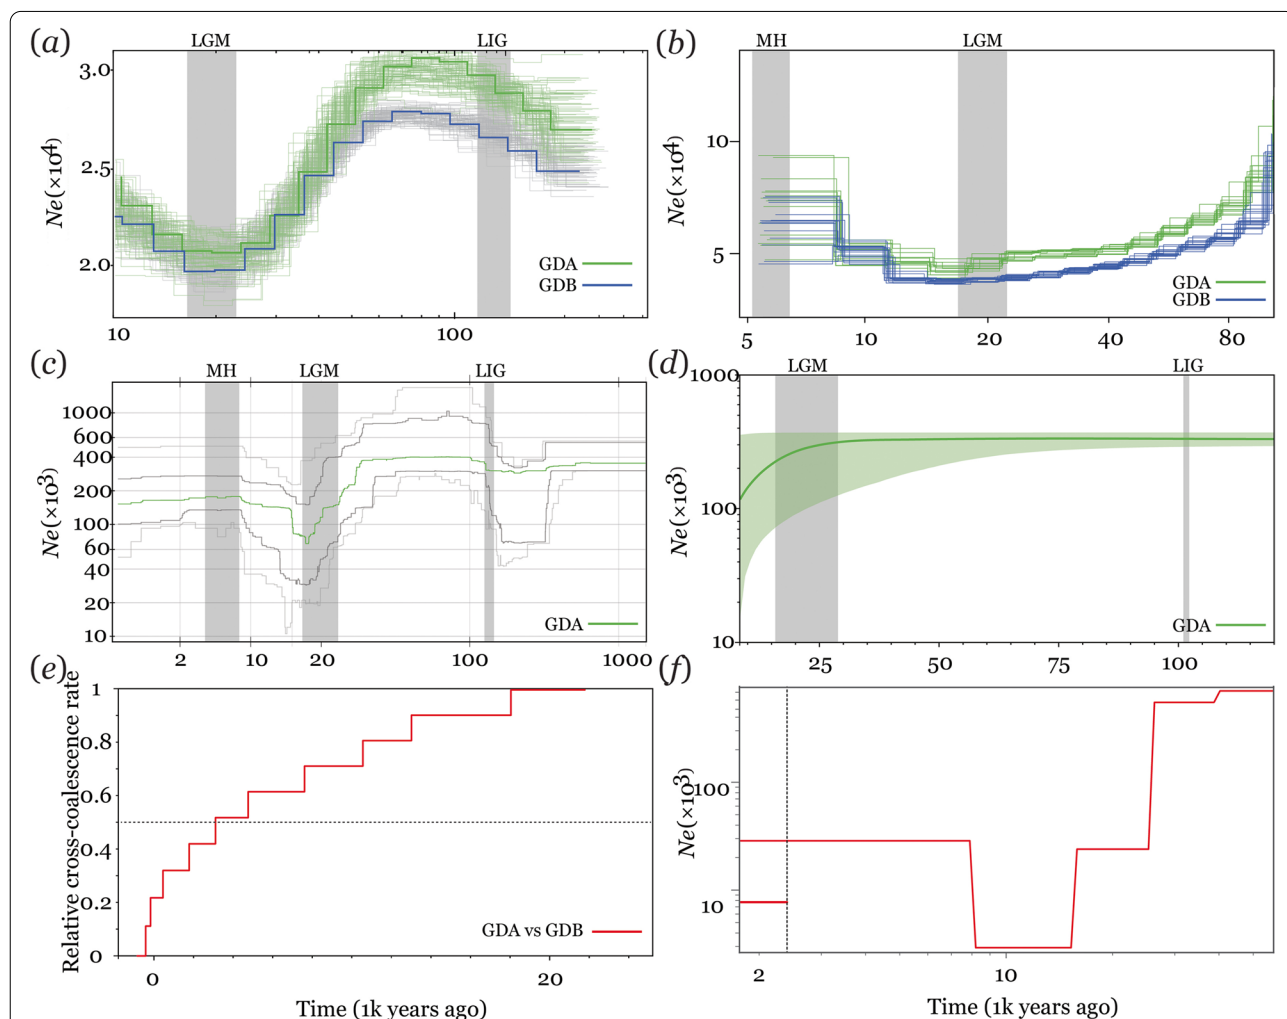 (a)
LGM
LIG
3.0
2.5
2.0
Ne(×10⁴)
GDA
GDB
10
100
(b)
MH
LGM
10
5
Ne(×10⁴)
GDA
GDB
5
10
20
40
80
(c)
MH
LGM
LIG
1000
600
400
200
100
60
40
20
10
Ne(×10³)
GDA
2
10
20
100
1000
(d)
LGM
LIG
1000
100
10
Ne(×10³)
GDA
25
50
75
100
(e)
1
0.8
0.6
0.4
0.2
0
Relative cross-coalescence rate
GDA vs GDB
0
20
Time (1k years ago)
(f)
100
10
Ne(×10³)
2
10
Time (1k years ago)